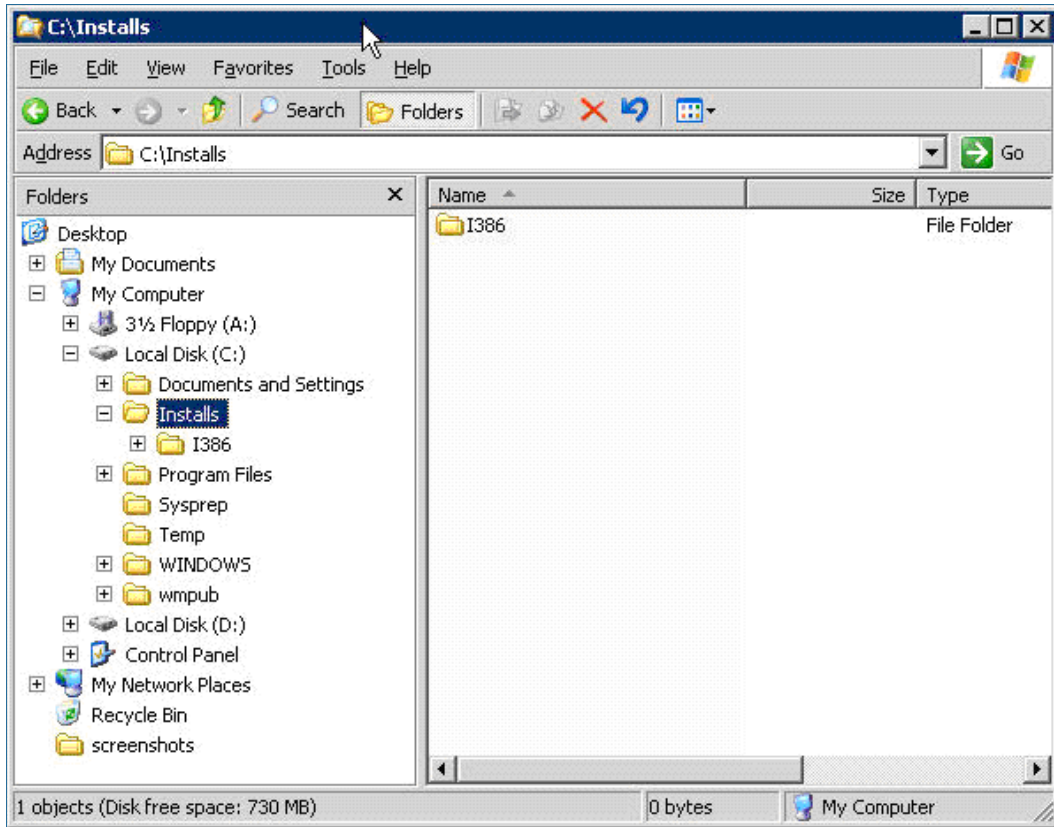 C:\Installs
File Edit View Favorites Tools Help
Back Search Folders
Address C:\Installs Go
Folders
Name Size Type
I386 File Folder
Desktop
My Documents
My Computer
3½ Floppy (A:)
Local Disk (C:)
Documents and Settings
Installs
I386
Program Files
Sysprep
Temp
WINDOWS
wmpub
Local Disk (D:)
Control Panel
My Network Places
Recycle Bin
screenshots
1 objects (Disk free space: 730 MB) 0 bytes My Computer